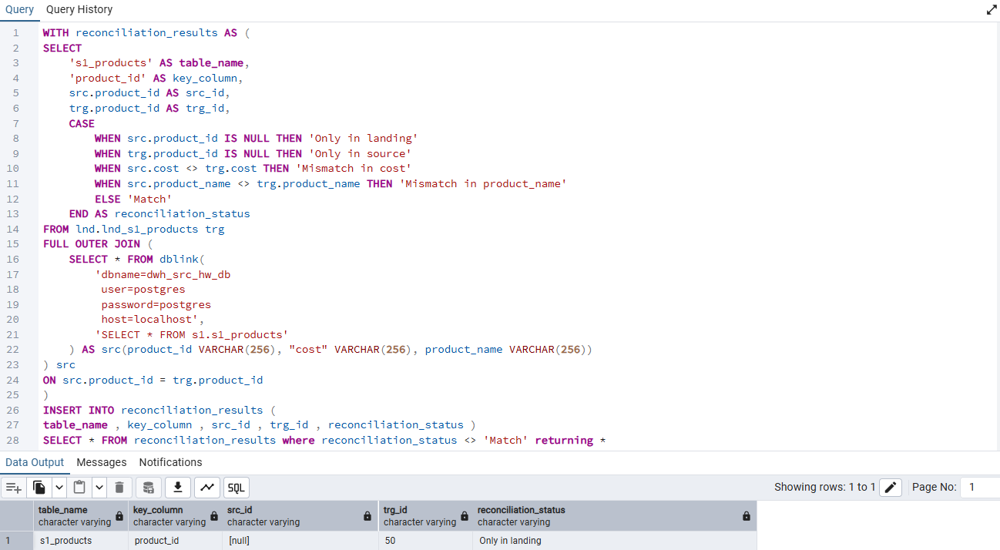 Query Query History
1 WITH reconciliation_results AS (
2 SELECT
3 's1_products' AS table_name,
4 'product_id' AS key_column,
5 src.product_id AS src_id,
6 trg.product_id AS trg_id,
7 CASE
8 WHEN src.product_id IS NULL THEN 'Only in landing'
9 WHEN trg.product_id IS NULL THEN 'Only in source'
10 WHEN src.cost <> trg.cost THEN 'Mismatch in cost'
11 WHEN src.product_name <> trg.product_name THEN 'Mismatch in product_name'
12 ELSE 'Match'
13 END AS reconciliation_status
14 FROM lnd.lnd_s1_products trg
15 FULL OUTER JOIN (
16 SELECT * FROM dblink(
17 'dbname=dwh_src_hw_db
18 user=postgres
19 password=postgres
20 host=localhost',
21 'SELECT * FROM s1.s1_products'
22 ) AS src(product_id VARCHAR(256), "cost" VARCHAR(256), product_name VARCHAR(256))
23 ) src
24 ON src.product_id = trg.product_id
25 )
26 INSERT INTO reconciliation_results (
27 table_name , key_column , src_id , trg_id , reconciliation_status )
28 SELECT * FROM reconciliation_results where reconciliation_status <> 'Match' returning *
Data Output Messages Notifications
SQL Showing rows: 1 to 1 Page No: 1
table_name key_column src_id trg_id reconciliation_status
character varying character varying character varying character varying character varying
1 s1_products product_id [null] 50 Only in landing